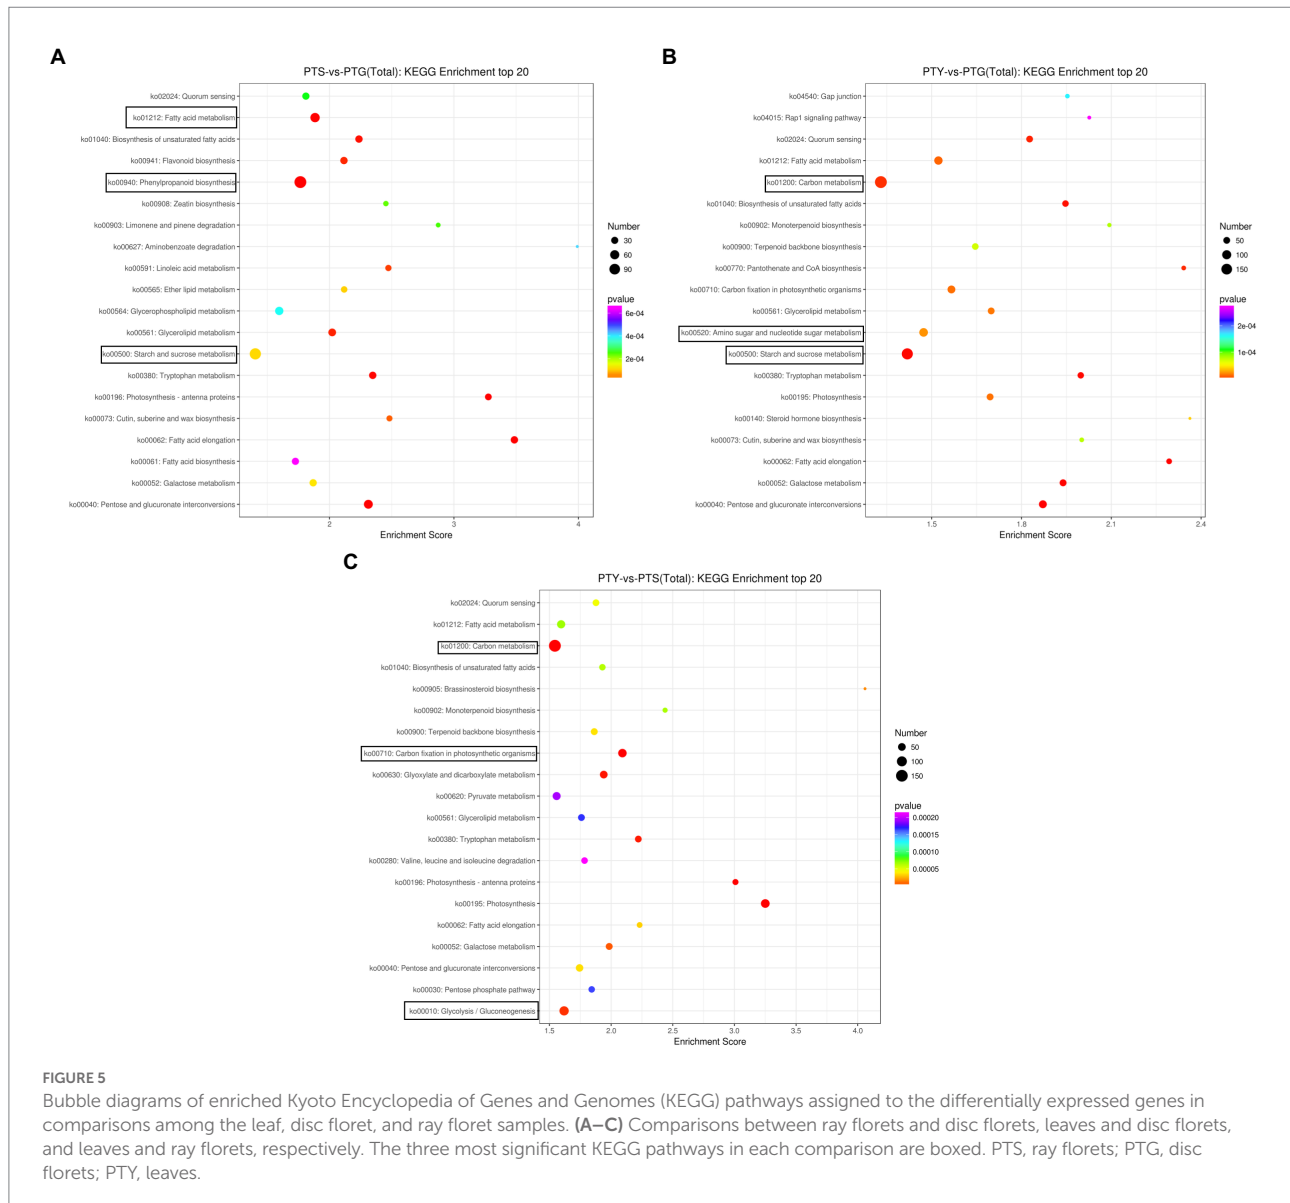 A
PTS-vs-PTG(Total): KEGG Enrichment top 20
ko02024: Quorum sensing
ko01212: Fatty acid metabolism
ko01040: Biosynthesis of unsaturated fatty acids
ko00941: Flavonoid biosynthesis
ko00940: Phenylpropanoid biosynthesis
ko00908: Zeatin biosynthesis
ko00903: Limonene and pinene degradation
ko00627: Aminobenzoate degradation
ko00591: Linoleic acid metabolism
ko00565: Ether lipid metabolism
ko00564: Glycerophospholipid metabolism
ko00561: Glycerolipid metabolism
ko00500: Starch and sucrose metabolism
ko00380: Tryptophan metabolism
ko00196: Photosynthesis - antenna proteins
ko00073: Cutin, suberine and wax biosynthesis
ko00062: Fatty acid elongation
ko00061: Fatty acid biosynthesis
ko00052: Galactose metabolism
ko00040: Pentose and glucuronate interconversions
2 3 4
Enrichment Score
Number
30
60
90
pvalue
6e-04
4e-04
2e-04
B
PTY-vs-PTG(Total): KEGG Enrichment top 20
ko04540: Gap junction
ko04015: Rap1 signaling pathway
ko02024: Quorum sensing
ko01212: Fatty acid metabolism
ko01200: Carbon metabolism
ko01040: Biosynthesis of unsaturated fatty acids
ko00902: Monoterpenoid biosynthesis
ko00900: Terpenoid backbone biosynthesis
ko00770: Pantothenate and CoA biosynthesis
ko00710: Carbon fixation in photosynthetic organisms
ko00561: Glycerolipid metabolism
ko00520: Amino sugar and nucleotide sugar metabolism
ko00500: Starch and sucrose metabolism
ko00380: Tryptophan metabolism
ko00195: Photosynthesis
ko00140: Steroid hormone biosynthesis
ko00073: Cutin, suberine and wax biosynthesis
ko00062: Fatty acid elongation
ko00052: Galactose metabolism
ko00040: Pentose and glucuronate interconversions
1.5 1.8 2.1 2.4
Enrichment Score
Number
50
100
150
pvalue
2e-04
1e-04
C
PTY-vs-PTS(Total): KEGG Enrichment top 20
ko02024: Quorum sensing
ko01212: Fatty acid metabolism
ko01200: Carbon metabolism
ko01040: Biosynthesis of unsaturated fatty acids
ko00905: Brassinosteroid biosynthesis
ko00902: Monoterpenoid biosynthesis
ko00900: Terpenoid backbone biosynthesis
ko00710: Carbon fixation in photosynthetic organisms
ko00630: Glyoxylate and dicarboxylate metabolism
ko00620: Pyruvate metabolism
ko00561: Glycerolipid metabolism
ko00380: Tryptophan metabolism
ko00280: Valine, leucine and isoleucine degradation
ko00196: Photosynthesis - antenna proteins
ko00195: Photosynthesis
ko00062: Fatty acid elongation
ko00052: Galactose metabolism
ko00040: Pentose and glucuronate interconversions
ko00030: Pentose phosphate pathway
ko00010: Glycolysis / Gluconeogenesis
1.5 2.0 2.5 3.0 3.5 4.0
Enrichment Score
Number
50
100
150
pvalue
0.00020
0.00015
0.00010
0.00005
FIGURE 5
Bubble diagrams of enriched Kyoto Encyclopedia of Genes and Genomes (KEGG) pathways assigned to the differentially expressed genes in
comparisons among the leaf, disc floret, and ray floret samples. (A–C) Comparisons between ray florets and disc florets, leaves and disc florets,
and leaves and ray florets, respectively. The three most significant KEGG pathways in each comparison are boxed. PTS, ray florets; PTG, disc
florets; PTY, leaves.